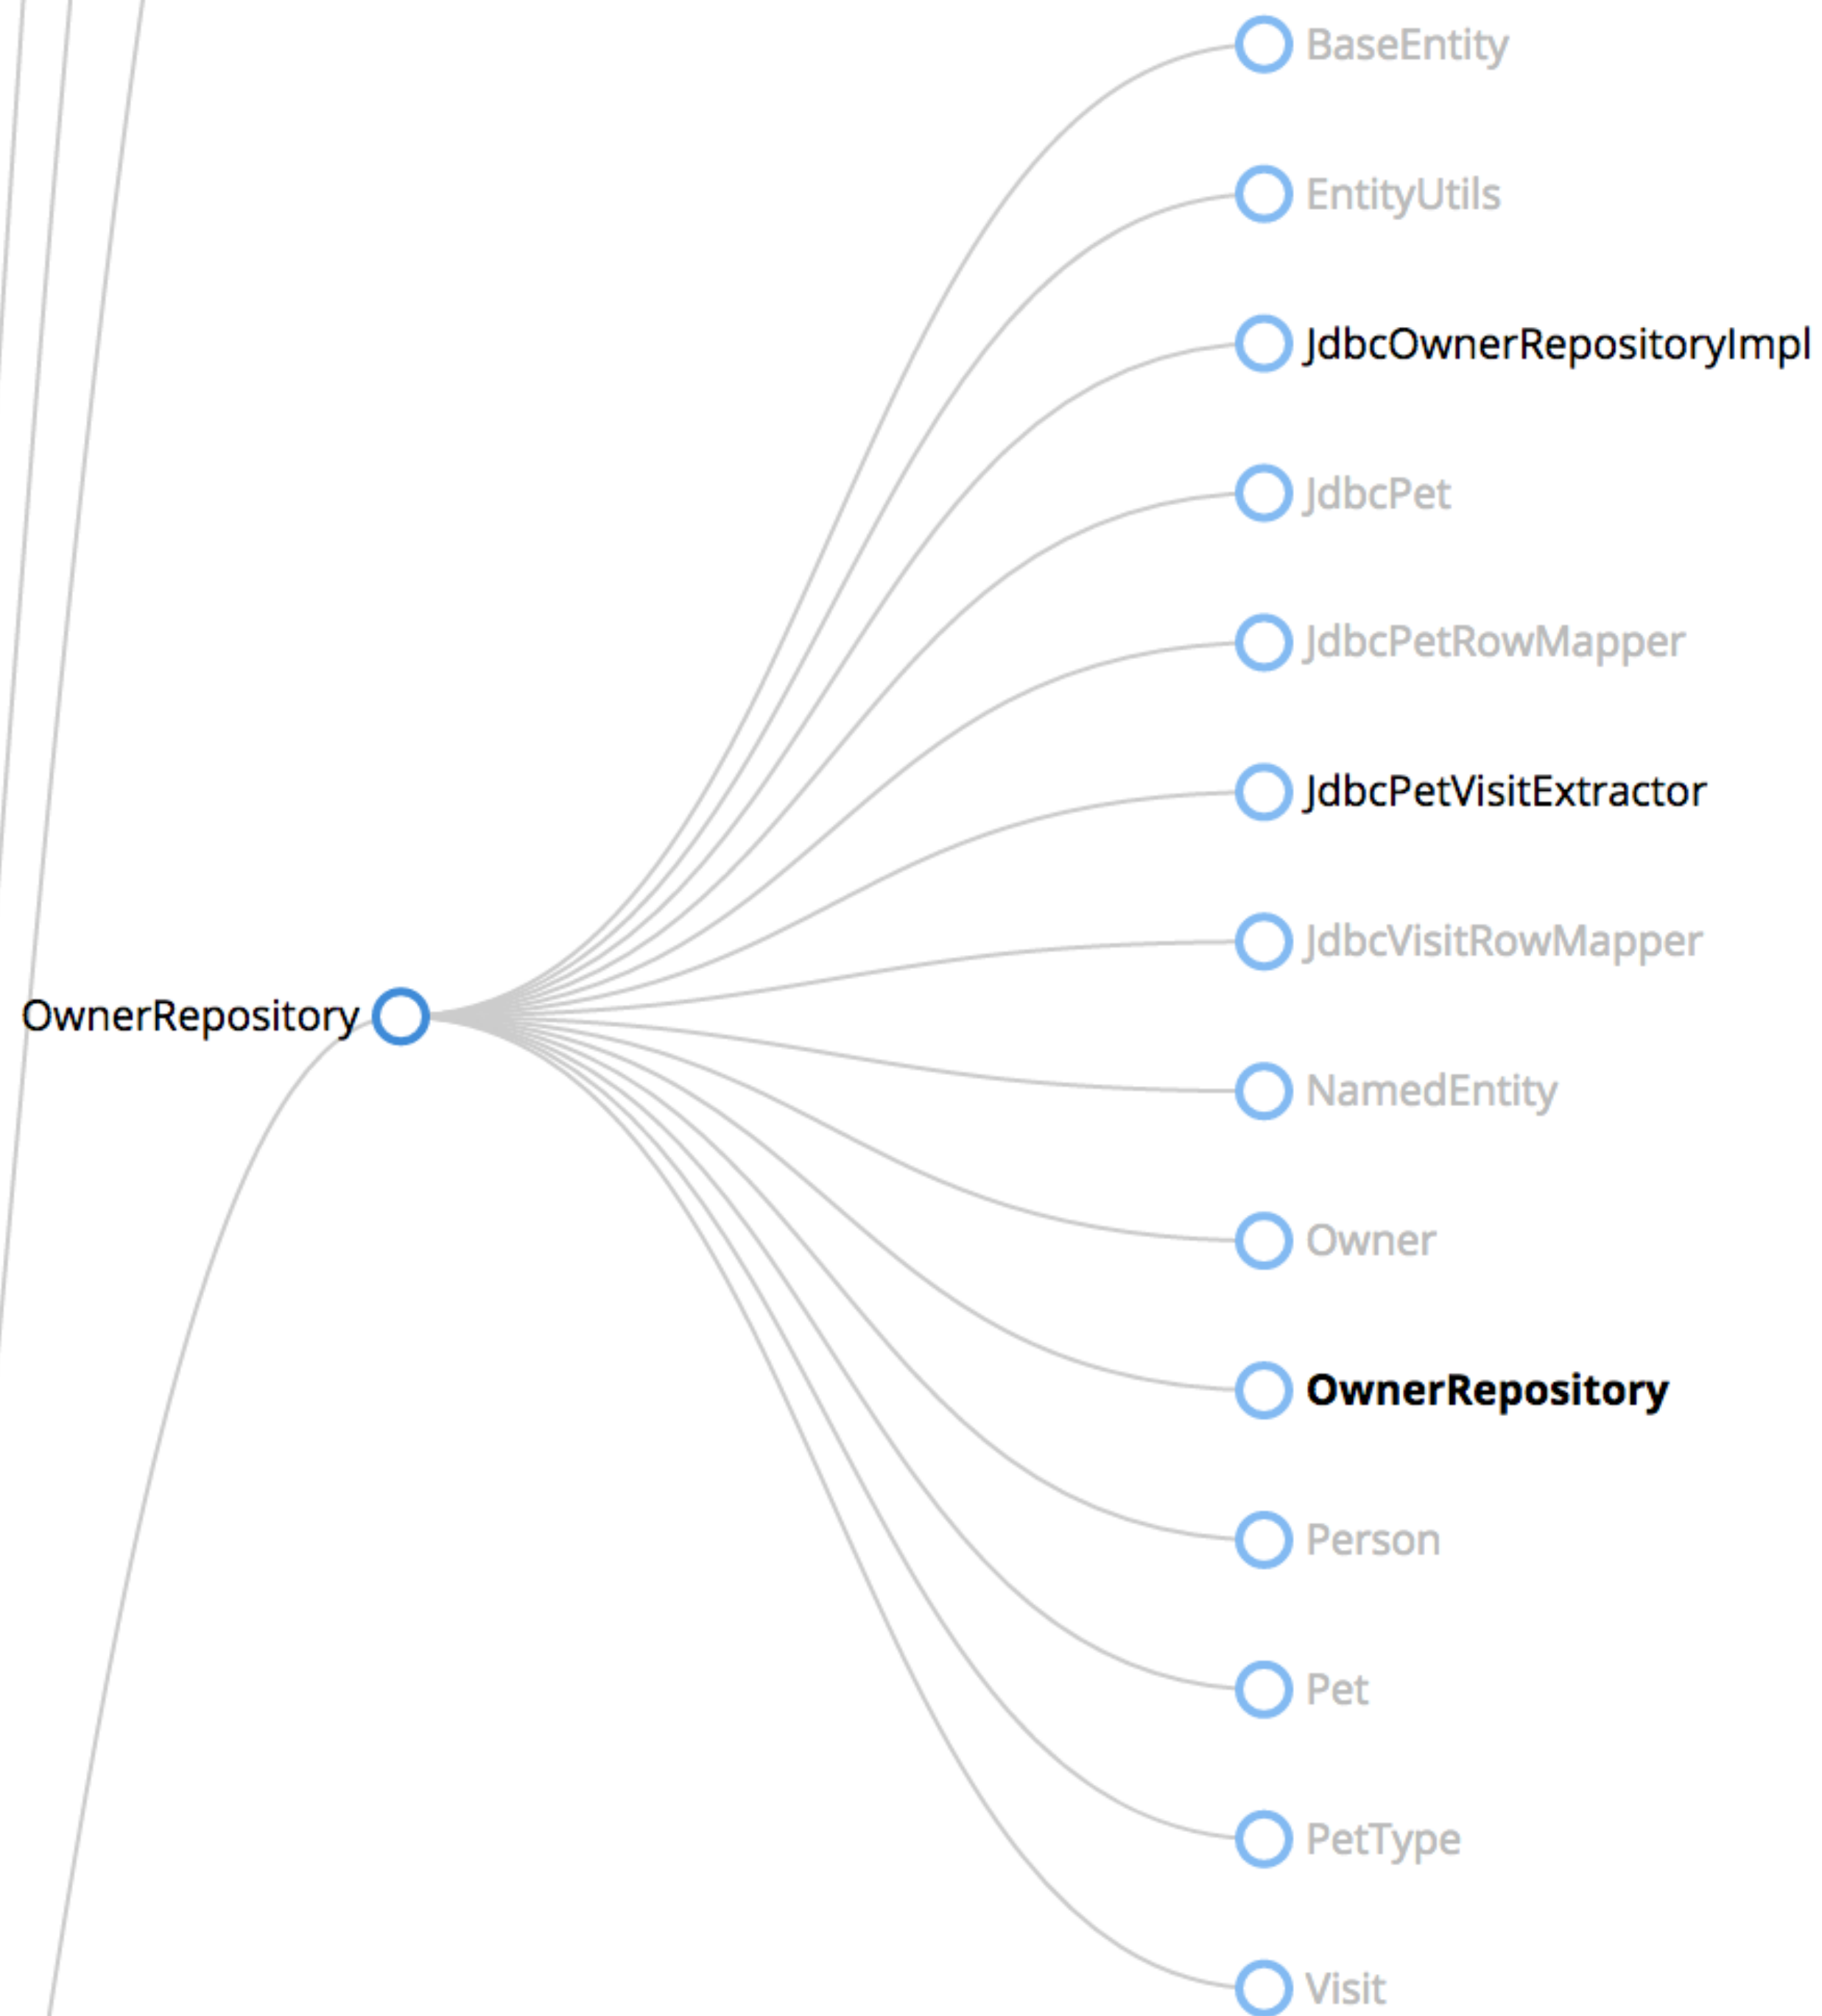 BaseEntity
EntityUtils
JdbcOwnerRepositoryImpl
JdbcPet
JdbcPetRowMapper
JdbcPetVisitExtractor
JdbcVisitRowMapper
OwnerRepository
NamedEntity
Owner
OwnerRepository
Person
Pet
PetType
Visit